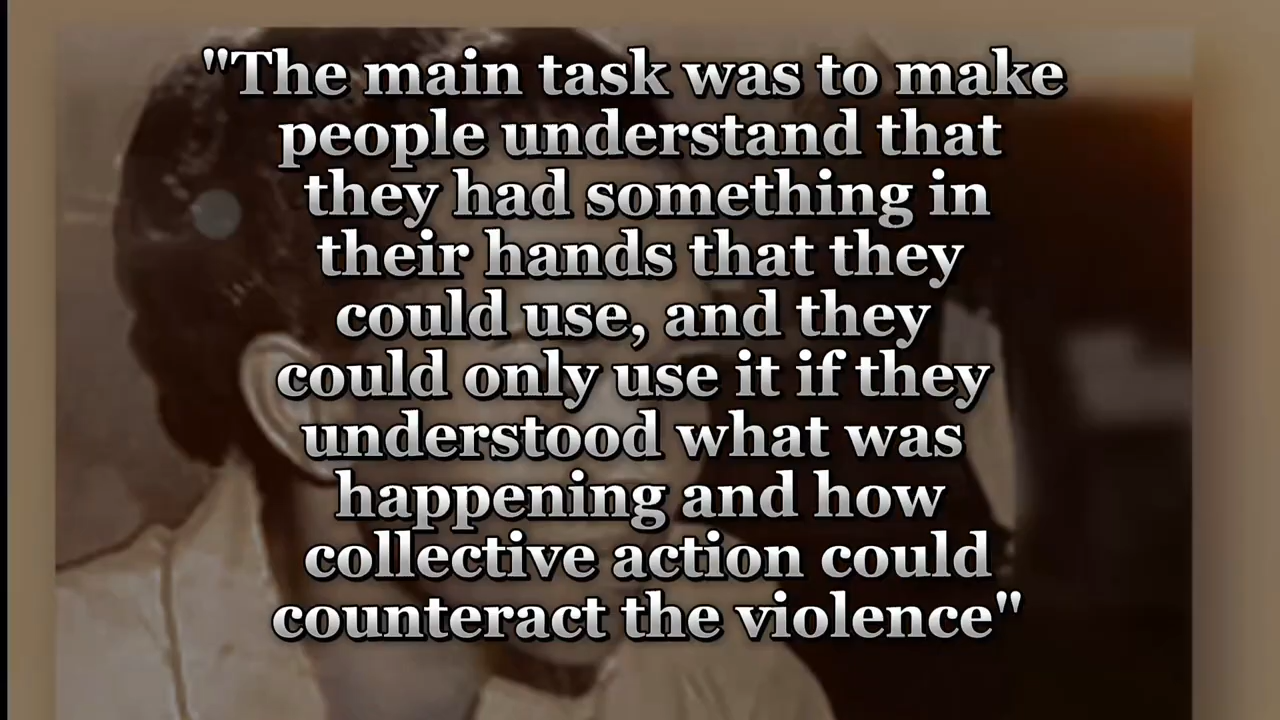 "The main task was to make
people understand that
they had something in
their hands that they
could use, and they
could only use it if they
understood what was
happening and how
collective action could
counteract the violence"